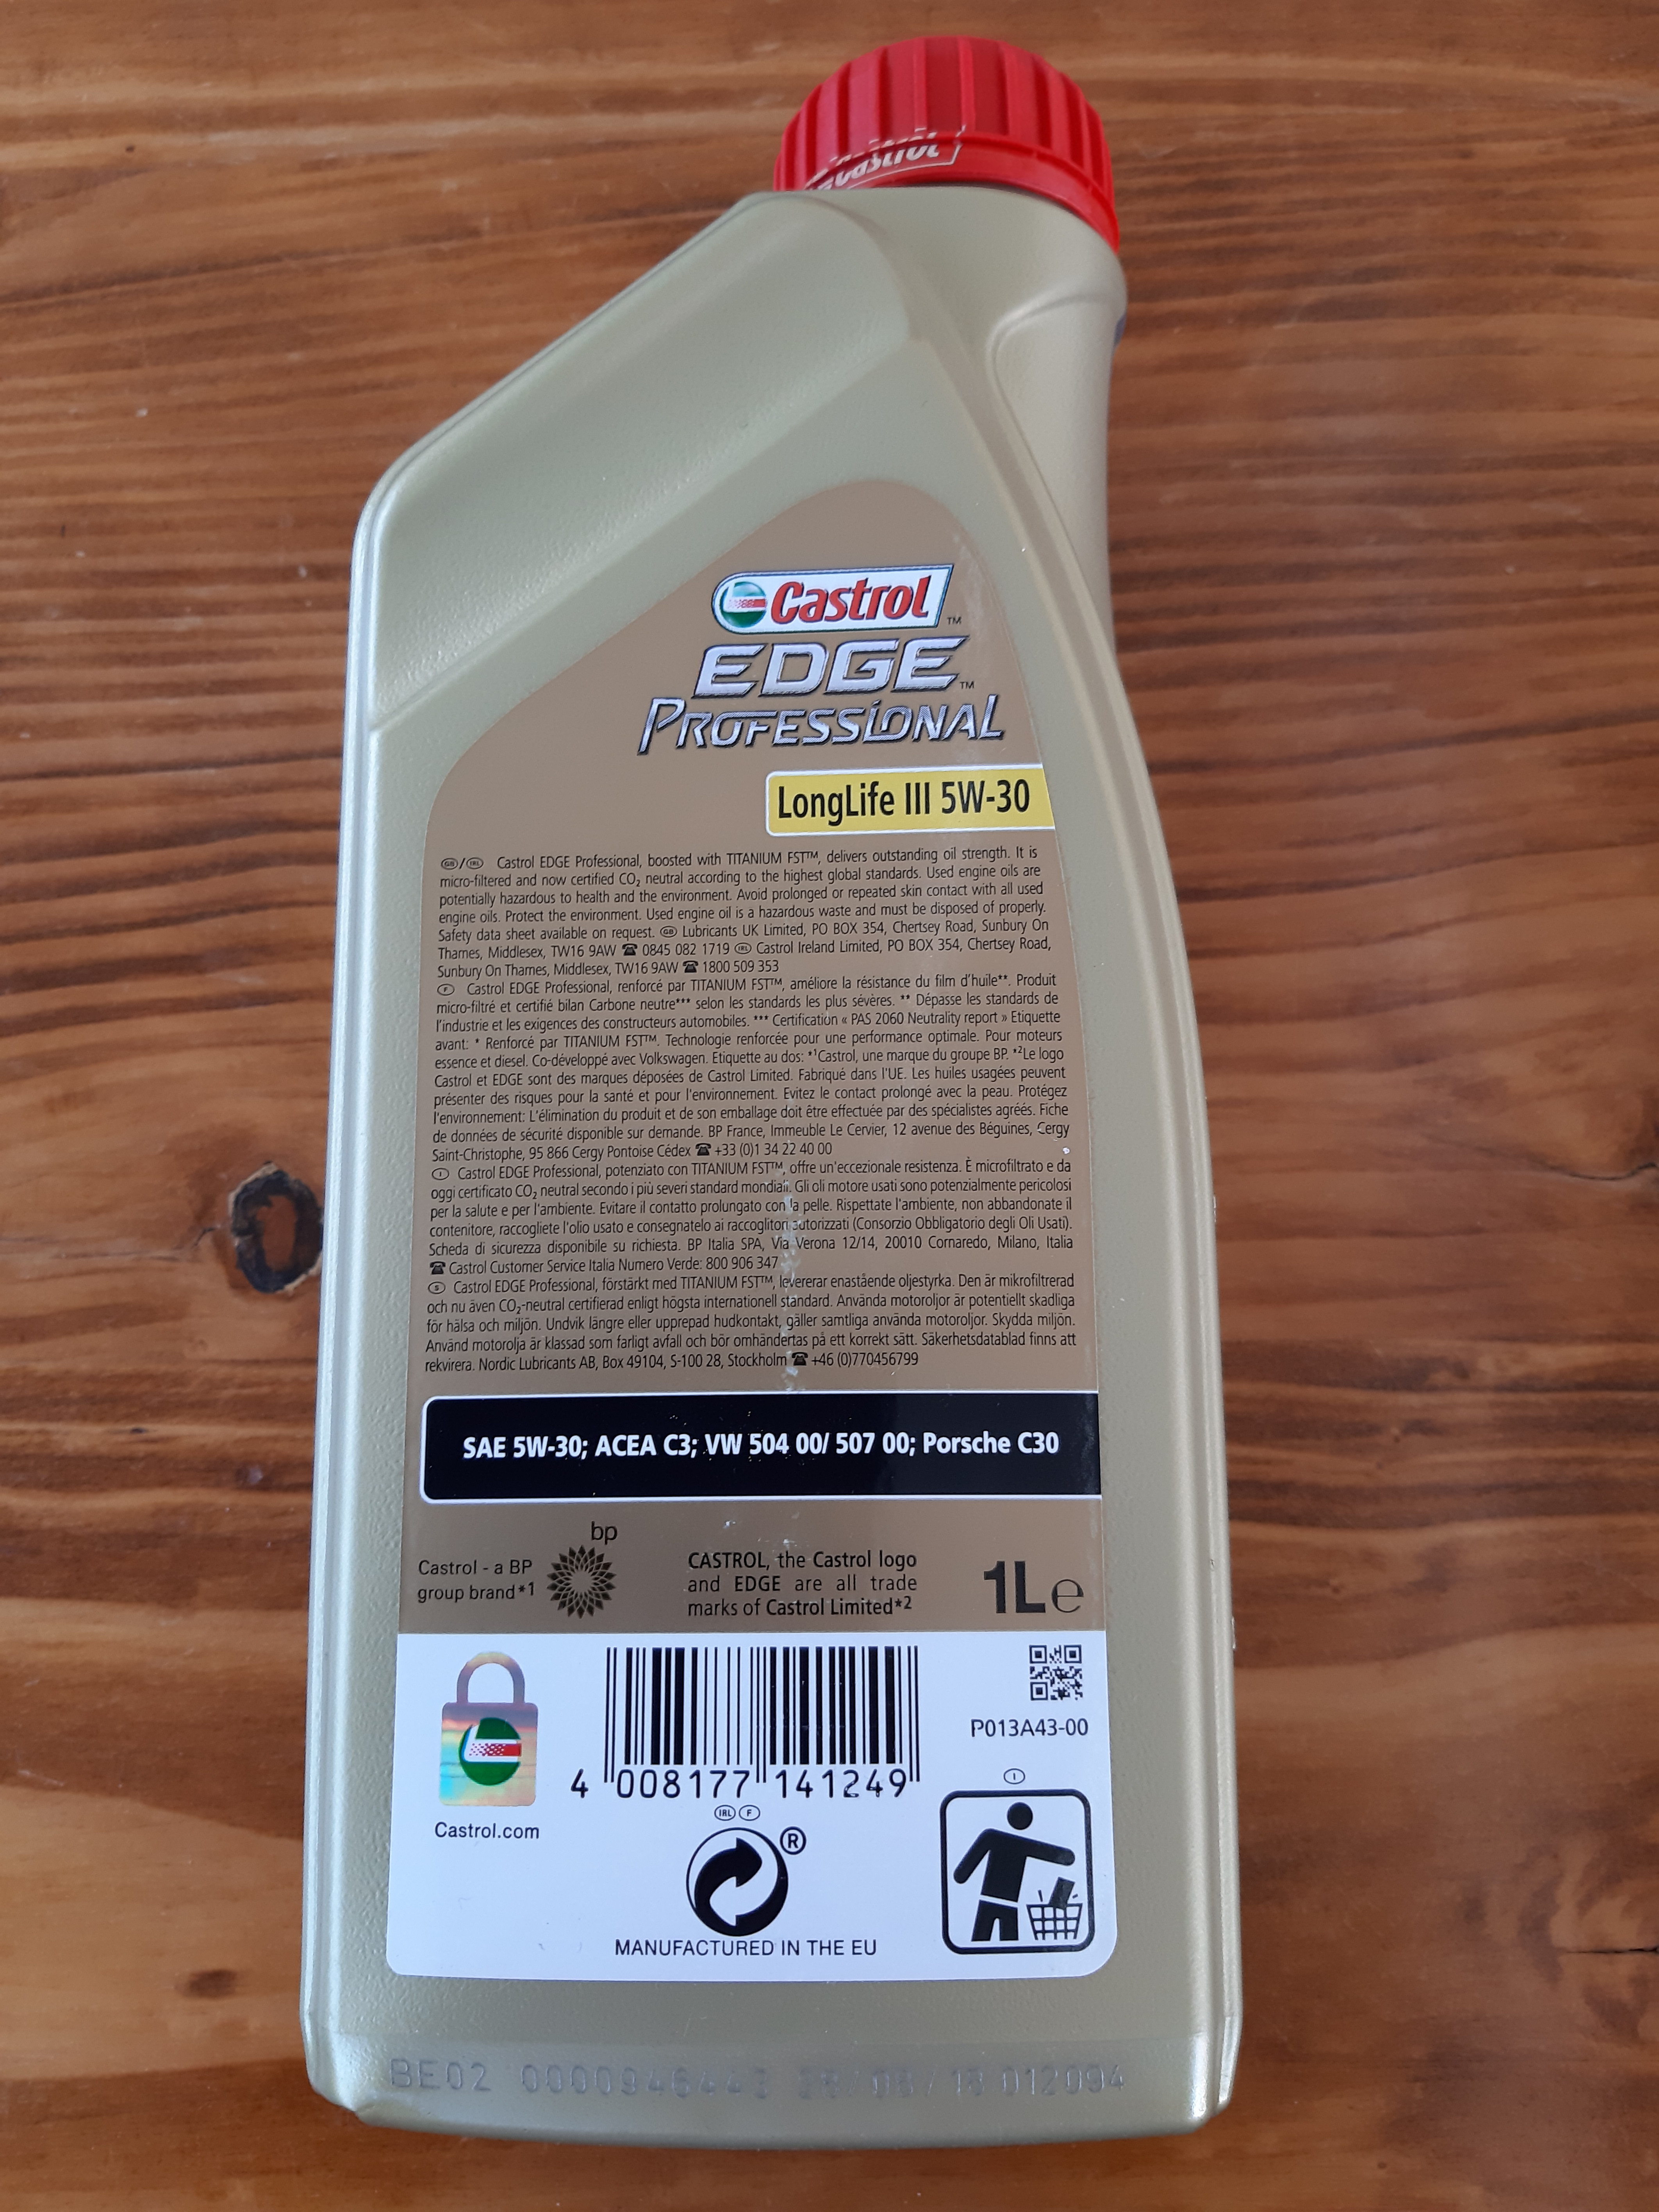 Castrol
Castrol TM
EDGE TM
PROFESSIONAL
LongLife III 5W-30
GB/IRL Castrol EDGE Professional, boosted with TITANIUM FST™, delivers outstanding oil strength. It is
micro-filtered and now certified CO₂ neutral according to the highest global standards. Used engine oils are
potentially hazardous to health and the environment. Avoid prolonged or repeated skin contact with all used
engine oils. Protect the environment. Used engine oil is a hazardous waste and must be disposed of properly.
Safety data sheet available on request. GB Lubricants UK Limited, PO BOX 354, Chertsey Road, Sunbury On
Thames, Middlesex, TW16 9AW ☎ 0845 082 1719 IRL Castrol Ireland Limited, PO BOX 354, Chertsey Road,
Sunbury On Thames, Middlesex, TW16 9AW ☎ 1800 509 353
F Castrol EDGE Professional, renforcé par TITANIUM FST™, améliore la résistance du film d'huile**. Produit
micro-filtré et certifié bilan Carbone neutre*** selon les standards les plus sévères. ** Dépasse les standards de
l'industrie et les exigences des constructeurs automobiles. *** Certification « PAS 2060 Neutrality report » Etiquette
avant: * Renforcé par TITANIUM FST™. Technologie renforcée pour une performance optimale. Pour moteurs
essence et diesel. Co-développé avec Volkswagen. Etiquette au dos: *¹Castrol, une marque du groupe BP. *²Le logo
Castrol et EDGE sont des marques déposées de Castrol Limited. Fabriqué dans l'UE. Les huiles usagées peuvent
présenter des risques pour la santé et pour l'environnement. Evitez le contact prolongé avec la peau. Protégez
l'environnement: L'élimination du produit et de son emballage doit être effectuée par des spécialistes agréés. Fiche
de données de sécurité disponible sur demande. BP France, Immeuble Le Cervier, 12 avenue des Béguines, Cergy
Saint-Christophe, 95 866 Cergy Pontoise Cédex ☎ +33 (0)1 34 22 40 00
I Castrol EDGE Professional, potenziato con TITANIUM FST™, offre un'eccezionale resistenza. È microfiltrato e da
oggi certificato CO₂ neutral secondo i più severi standard mondiali. Gli oli motore usati sono potenzialmente pericolosi
per la salute e per l'ambiente. Evitare il contatto prolungato con la pelle. Rispettate l'ambiente, non abbandonate il
contenitore, raccogliete l'olio usato e consegnatelo ai raccoglitori autorizzati (Consorzio Obbligatorio degli Oli Usati).
Scheda di sicurezza disponibile su richiesta. BP Italia SPA, Via Verona 12/14, 20010 Cornaredo, Milano, Italia
☎ Castrol Customer Service Italia Numero Verde: 800 906 347
S Castrol EDGE Professional, förstärkt med TITANIUM FST™, levererar enastående oljestyrka. Den är mikrofiltrerad
och nu även CO₂-neutral certifierad enligt högsta internationell standard. Använda motoroljor är potentiellt skadliga
för hälsa och miljön. Undvik längre eller upprepad hudkontakt, gäller samtliga använda motoroljor. Skydda miljön.
Använd motorolja är klassad som farligt avfall och bör omhändertas på ett korrekt sätt. Säkerhetsdatablad finns att
rekvirera. Nordic Lubricants AB, Box 49104, S-100 28, Stockholm ☎ +46 (0)770456799
SAE 5W-30; ACEA C3; VW 504 00/ 507 00; Porsche C30
bp
Castrol - a BP
group brand*1
CASTROL, the Castrol logo
and EDGE are all trade
marks of Castrol Limited*2
1L e
P013A43-00
4 008177 141249
Castrol.com
IRL F
I
®
MANUFACTURED IN THE EU
BE02 012094